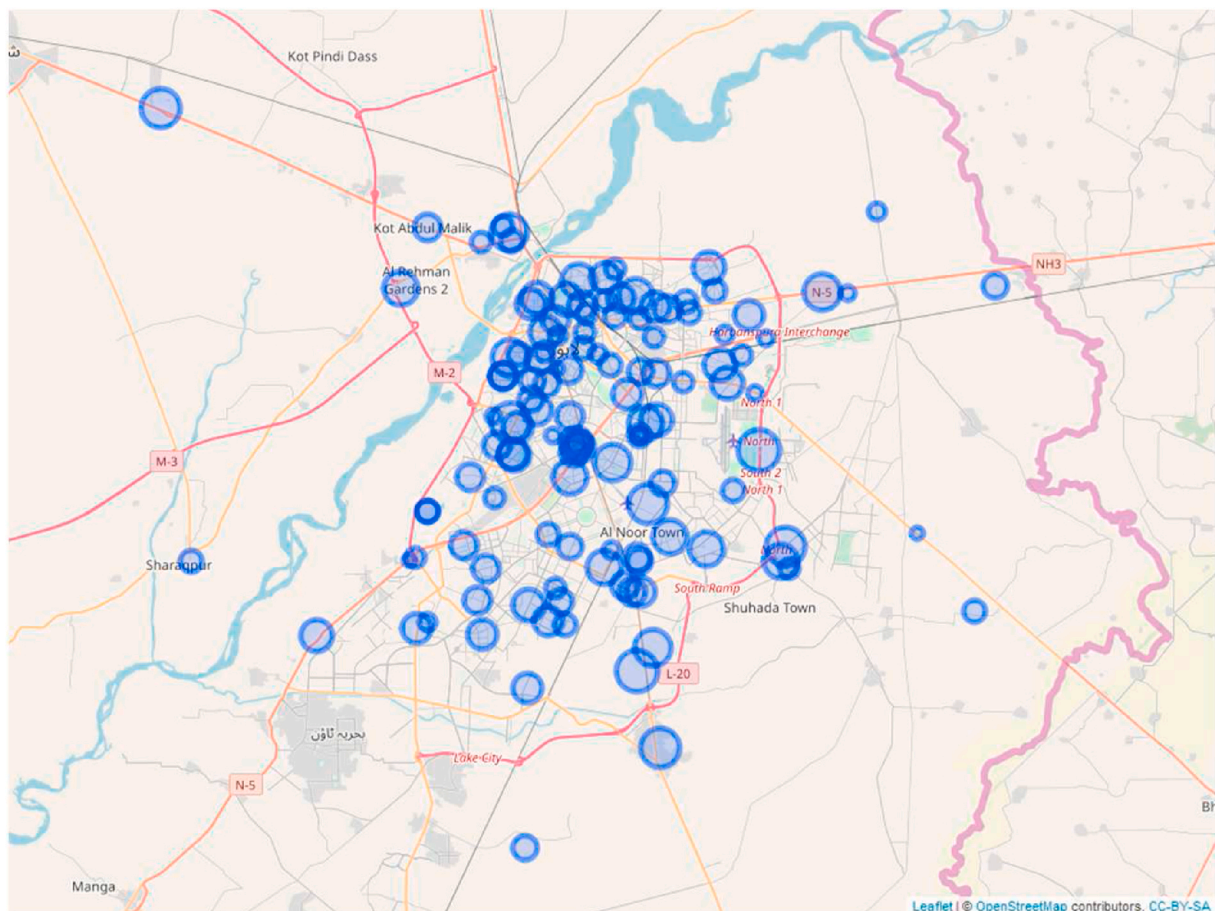 Kot Pindi Dass
Kot Abdul Malik
Al Rehman
Gardens 2
NH3
N-5
Harbanspura Interchange
M-2
North 1
North
M-3
South 2
North 1
Al Noor Town
North
Sharaqpur
South Ramp
Shuhada Town
L-20
بحریہ ٹاؤن
Lake City
N-5
Manga
Leaflet | © OpenStreetMap contributors, CC-BY-SA